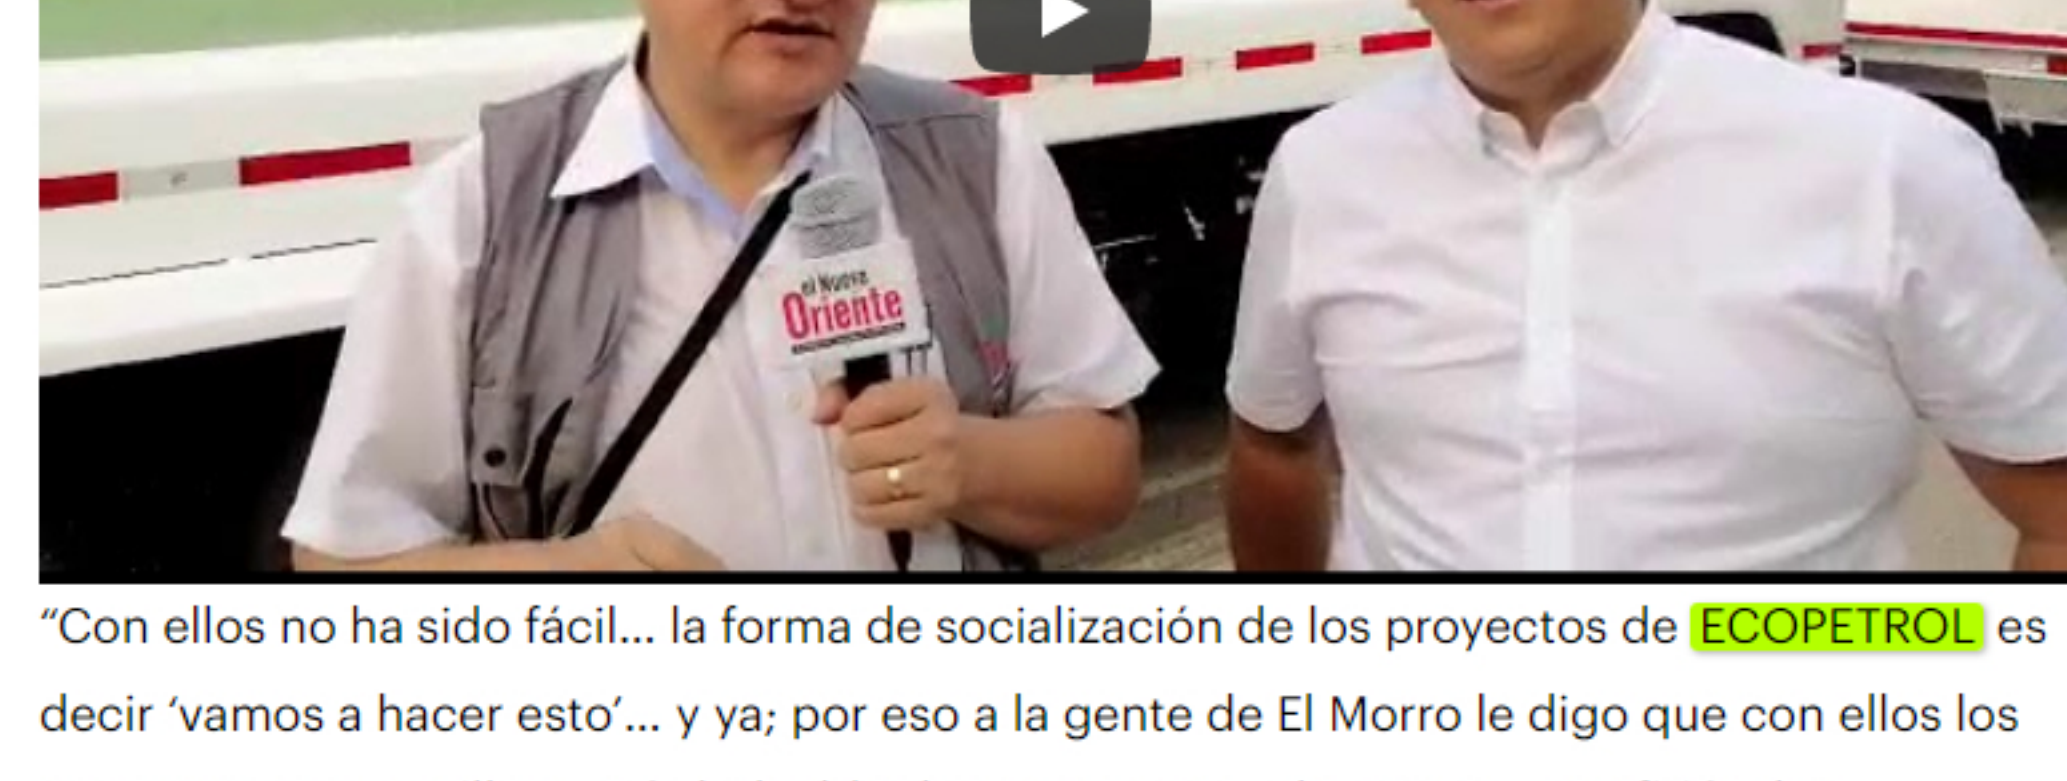 el Nuevo
Oriente
“Con ellos no ha sido fácil... la forma de socialización de los proyectos de ECOPETROL es
decir ‘vamos a hacer esto’... y ya; por eso a la gente de El Morro le digo que con ellos los